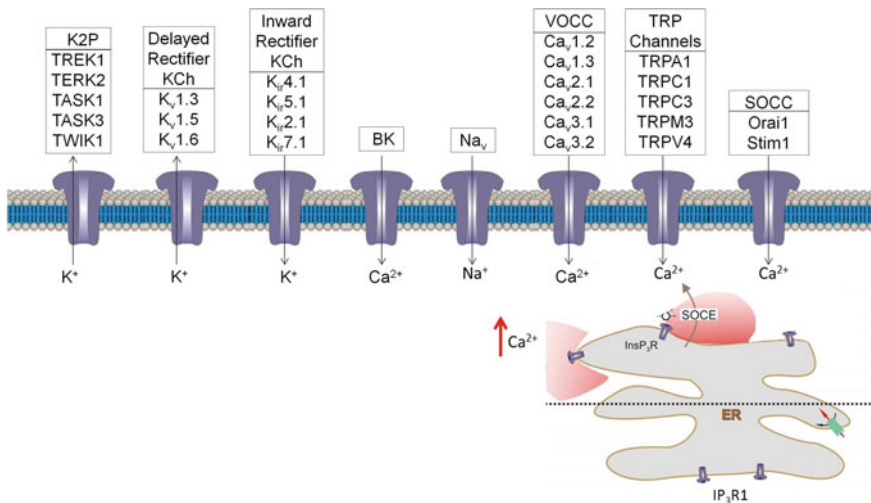 K2P
TREK1
TERK2
TASK1
TASK3
TWIK1
Delayed
Rectifier
KCh
Kᵥ1.3
Kᵥ1.5
Kᵥ1.6
Inward
Rectifier
KCh
Kᵢᵣ4.1
Kᵢᵣ5.1
Kᵢᵣ2.1
Kᵢᵣ7.1
BK
Naᵥ
VOCC
Caᵥ1.2
Caᵥ1.3
Caᵥ2.1
Caᵥ2.2
Caᵥ3.1
Caᵥ3.2
TRP
Channels
TRPA1
TRPC1
TRPC3
TRPM3
TRPV4
SOCC
Orai1
Stim1
K⁺
K⁺
K⁺
Ca²⁺
Na⁺
Ca²⁺
Ca²⁺
Ca²⁺
Ca²⁺
SOCE
InsP₃R
ER
IP₃R1